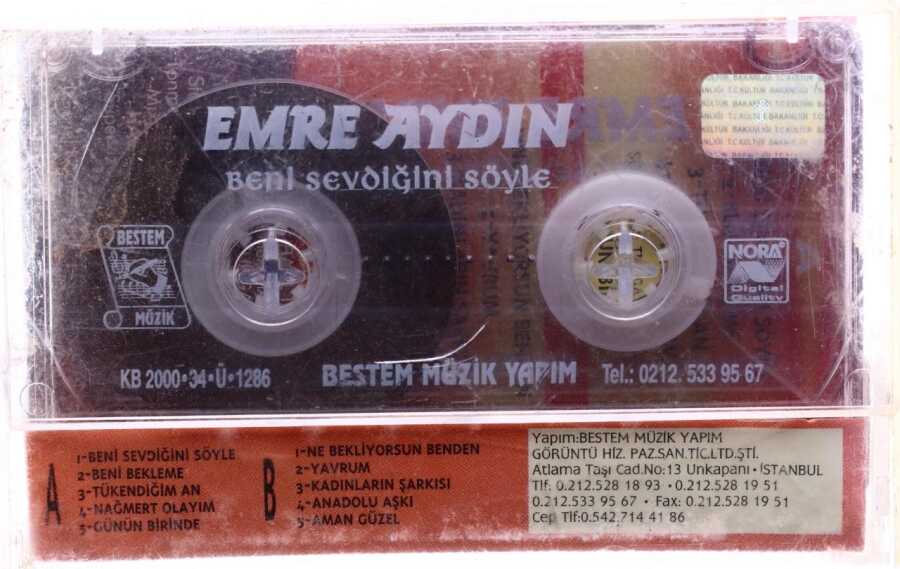 EMRE AYDIN
Beni sevdiğini söyle
T.C.KÜLTÜR BAKANLIĞI
BESTEM
MÜZİK
NORA
Digital
Quality
KB 2000•34•Ü•1286
BESTEM MÜZİK YAPIM
Tel.: 0212. 533 95 67
A
1-BENİ SEVDİĞİNİ SÖYLE
2-BENİ BEKLEME
3-TÜKENDİĞİM AN
4-NAĞMERT OLAYIM
5-GÜNÜN BİRİNDE
B
1-NE BEKLİYORSUN BENDEN
2-YAVRUM
3-KADINLARIN ŞARKISI
4-ANADOLU AŞKI
5-AMAN GÜZEL
Yapım:BESTEM MÜZİK YAPIM
GÖRÜNTÜ HİZ. PAZ.SAN.TİC.LTD.ŞTİ.
Atlama Taşı Cad.No:13 Unkapanı•İSTANBUL
Tlf. 0.212.528 18 93 • 0.212.528 19 51
0.212.533 95 67 • Fax: 0.212.528 19 51
Cep Tlf:0.542.714 41 86